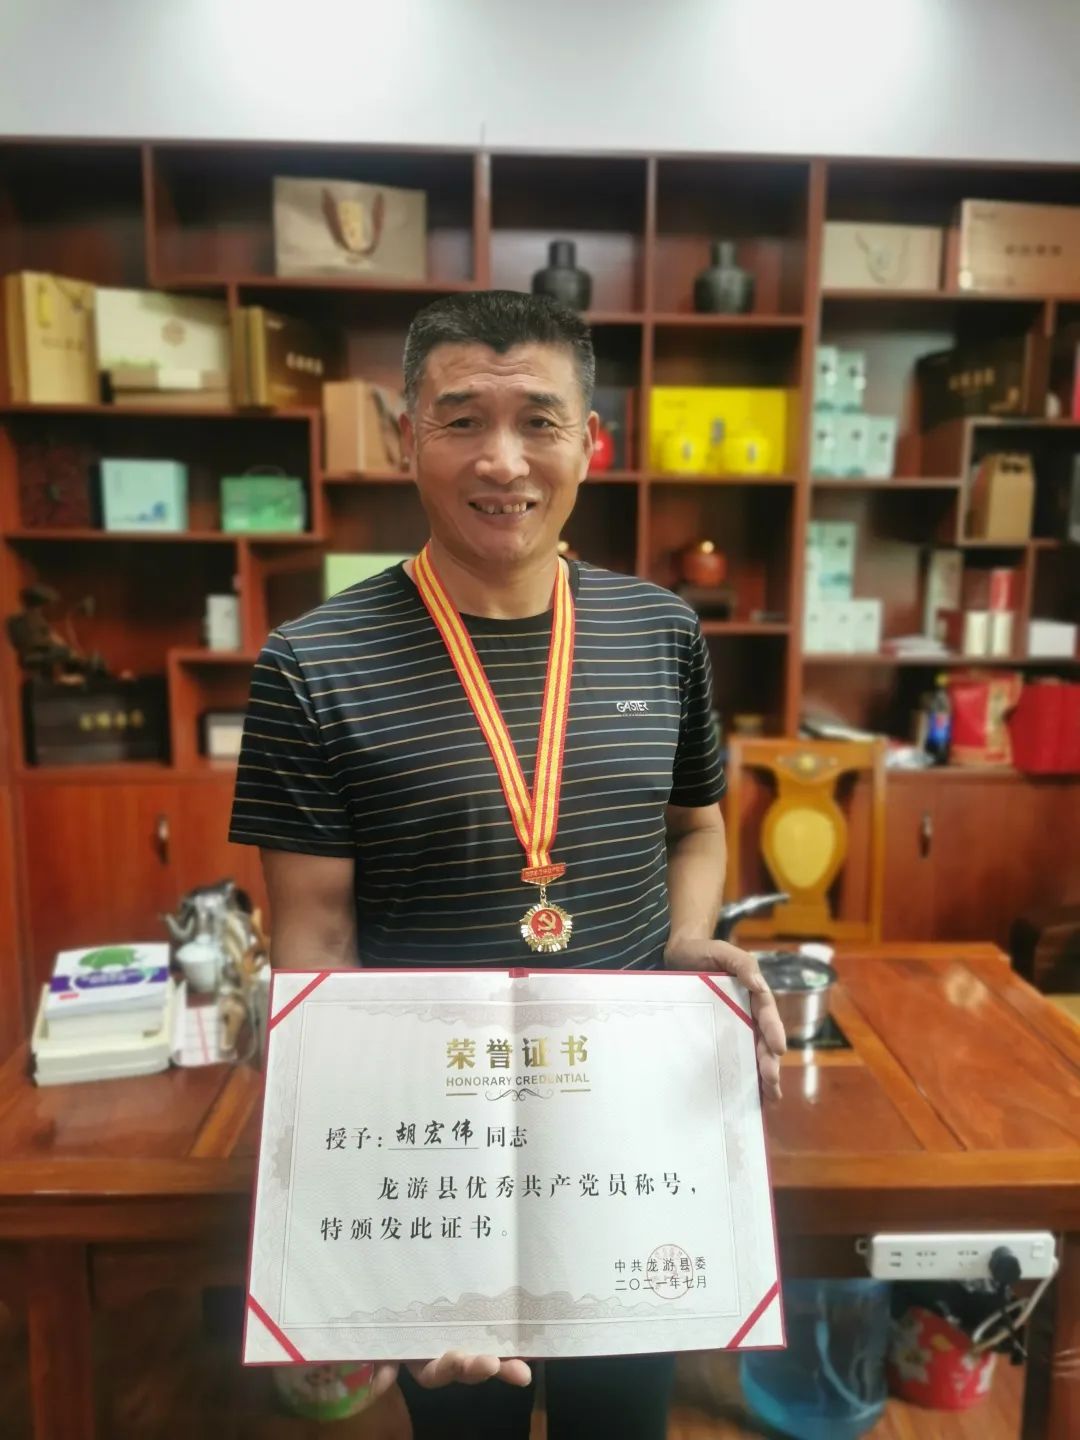 GASTER
荣誉证书
HONORARY CREDENTIAL
授予：胡宏伟 同志
龙游县优秀共产党员称号，
特颁发此证书。
中共龙游县委
二〇二一年七月